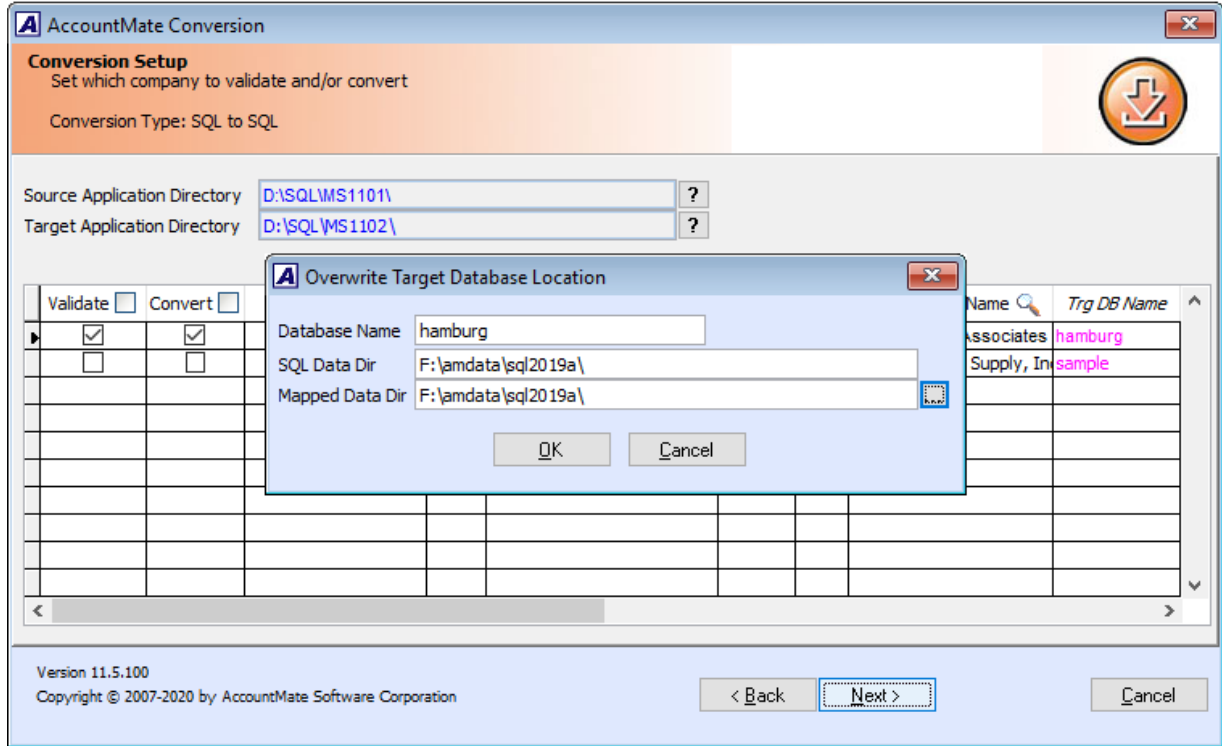 AccountMate Conversion
Conversion Setup
Set which company to validate and/or convert
Conversion Type: SQL to SQL
Source Application Directory D:\SQL\MS1101\ ?
Target Application Directory D:\SQL\MS1102\ ?
Overwrite Target Database Location
Database Name hamburg
SQL Data Dir F:\amdata\sql2019a\
Mapped Data Dir F:\amdata\sql2019a\ ...
OK Cancel
Validate Convert Name Trg DB Name
Associates hamburg
Supply, In sample
Version 11.5.100
Copyright © 2007-2020 by AccountMate Software Corporation
< Back Next > Cancel